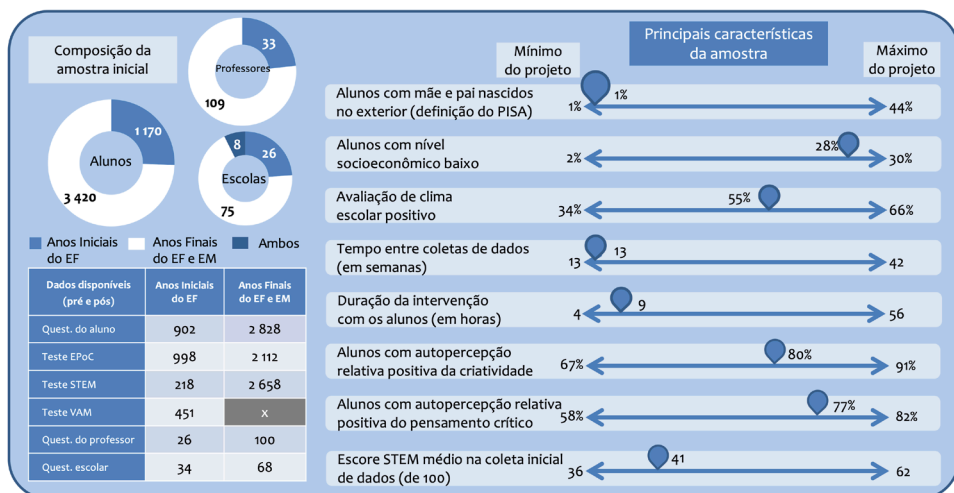 Composição da
amostra inicial
33
Professores
109
1 170
Alunos
3 420
8
26
Escolas
75
Anos Iniciais
do EF
Anos Finais
do EF e EM
Ambos
Dados disponíveis
(pré e pós)
Anos Iniciais
do EF
Anos Finais
do EF e EM
Quest. do aluno 902 2 828
Teste EPoC 998 2 112
Teste STEM 218 2 658
Teste VAM 451 x
Quest. do professor 26 100
Quest. escolar 34 68
Mínimo
do projeto
Principais características
da amostra
Máximo
do projeto
Alunos com mãe e pai nascidos
no exterior (definição do PISA)
1% 1% 44%
Alunos com nível
socioeconômico baixo
2% 28% 30%
Avaliação de clima
escolar positivo
34% 55% 66%
Tempo entre coletas de dados
(em semanas)
13 13 42
Duração da intervenção
com os alunos (em horas)
4 9 56
Alunos com autopercepção
relativa positiva da criatividade
67% 80% 91%
Alunos com autopercepção relativa
positiva do pensamento crítico
58% 77% 82%
Escore STEM médio na coleta inicial
de dados (de 100)
36 41 62